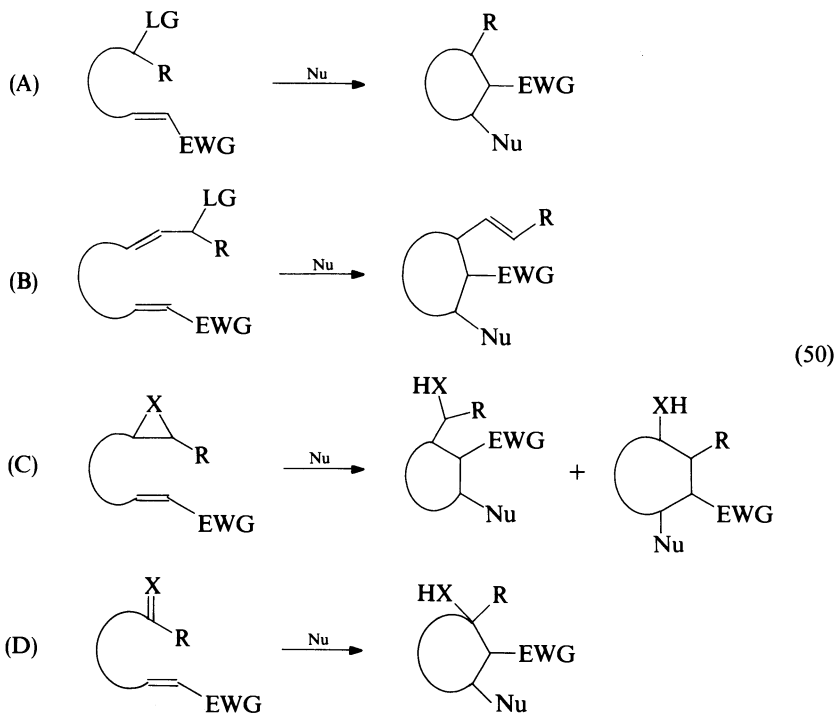 LG
(A) R Nu R EWG
EWG Nu
LG
R R
(B) Nu EWG
EWG Nu
(50)
X HX R XH
(C) R Nu EWG + R
EWG Nu EWG
Nu
X HX R
(D) R Nu EWG
EWG Nu